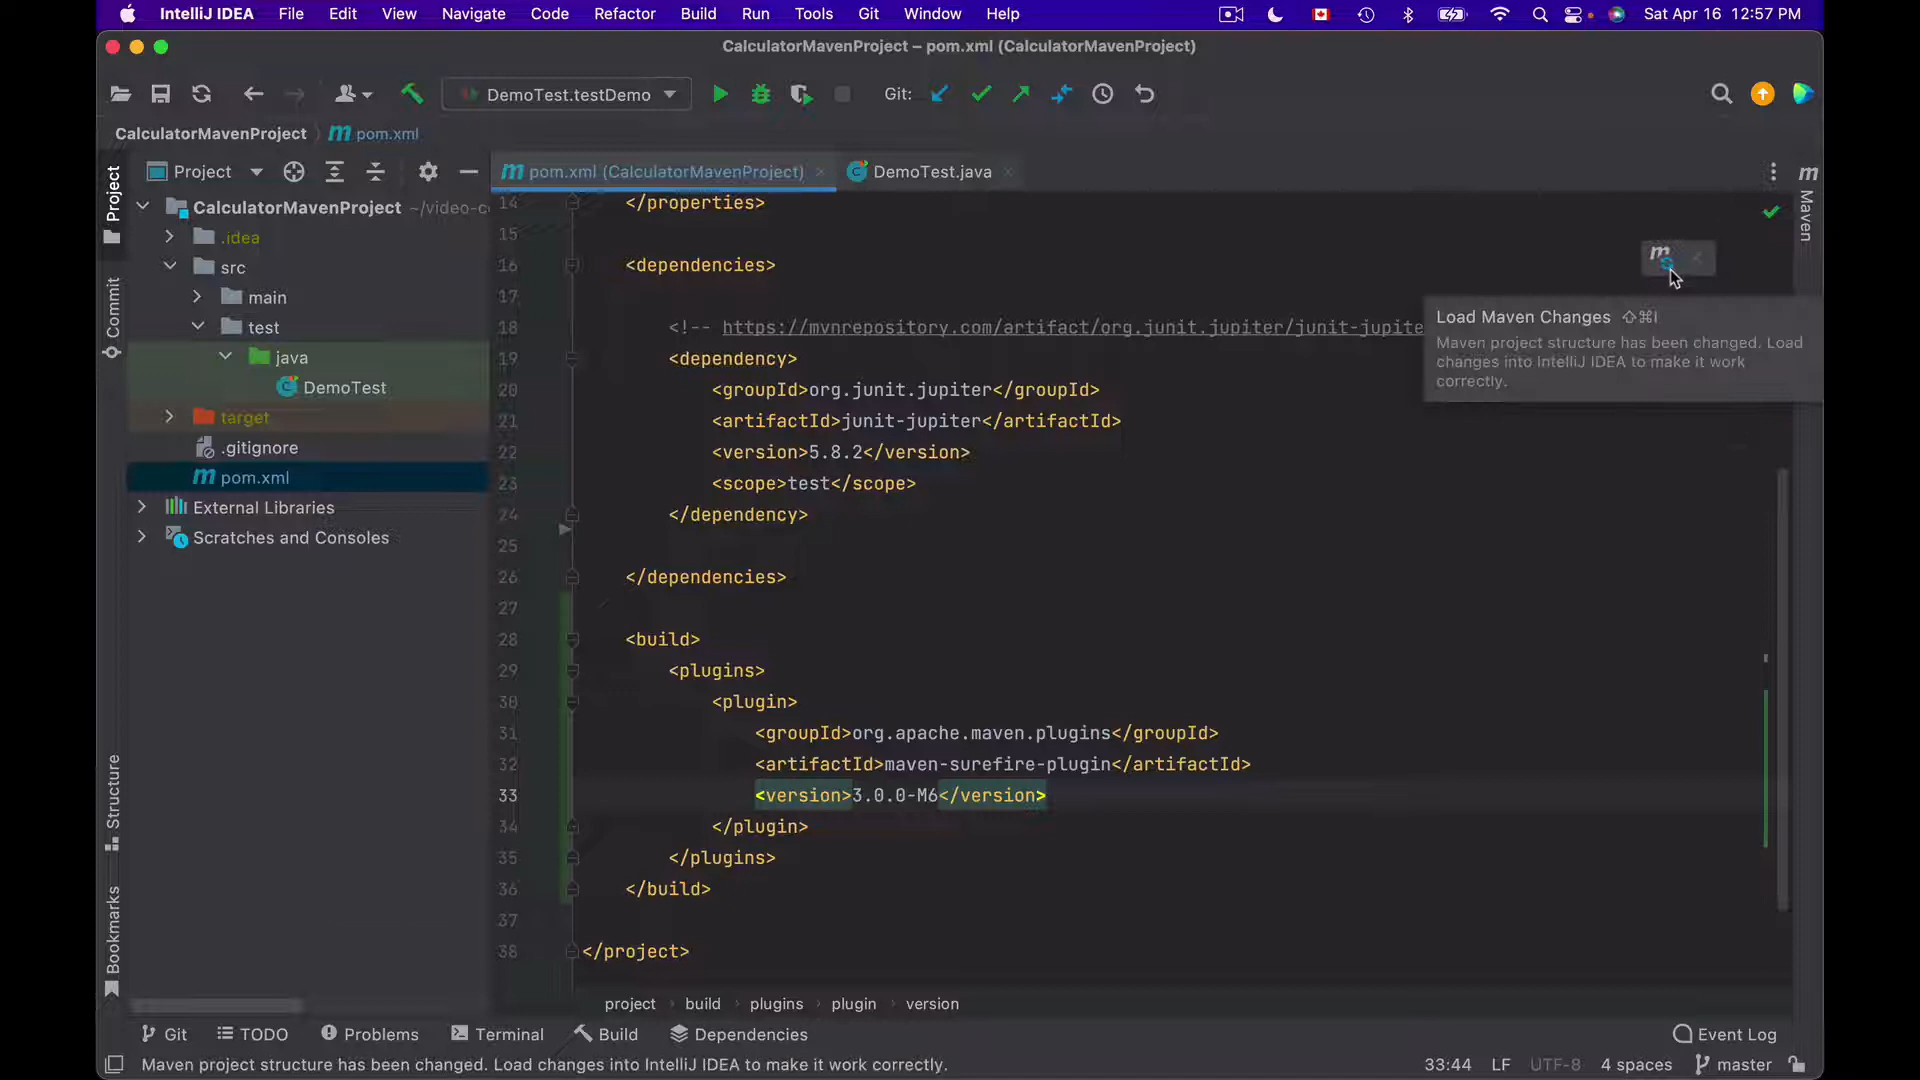 IntelliJ IDEA File Edit View Navigate Code Refactor Build Run Tools Git Window Help Sat Apr 16 12:57 PM
CalculatorMavenProject – pom.xml (CalculatorMavenProject)
DemoTest.testDemo Git:
CalculatorMavenProject pom.xml
Project pom.xml (CalculatorMavenProject) DemoTest.java
Project
Commit
Structure
Bookmarks
Maven
CalculatorMavenProject ~/video-c
.idea
src
main
test
java
DemoTest
target
.gitignore
pom.xml
External Libraries
Scratches and Consoles
14 </properties>
15
16 <dependencies>
17
18 <!-- https://mvnrepository.com/artifact/org.junit.jupiter/junit-jupite
19 <dependency>
20 <groupId>org.junit.jupiter</groupId>
21 <artifactId>junit-jupiter</artifactId>
22 <version>5.8.2</version>
23 <scope>test</scope>
24 </dependency>
25
26 </dependencies>
27
28 <build>
29 <plugins>
30 <plugin>
31 <groupId>org.apache.maven.plugins</groupId>
32 <artifactId>maven-surefire-plugin</artifactId>
33 <version>3.0.0-M6</version>
34 </plugin>
35 </plugins>
36 </build>
37
38 </project>
Load Maven Changes ⇧⌘I
Maven project structure has been changed. Load
changes into IntelliJ IDEA to make it work
correctly.
project › build › plugins › plugin › version
Git TODO Problems Terminal Build Dependencies Event Log
Maven project structure has been changed. Load changes into IntelliJ IDEA to make it work correctly. 33:44 LF UTF-8 4 spaces master